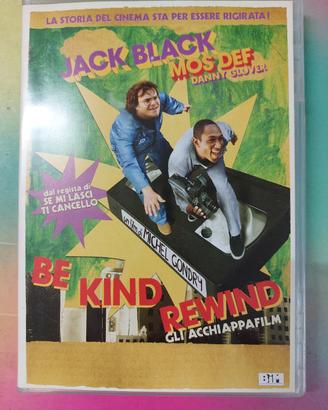 LA STORIA DEL CINEMA STA PER ESSERE RIGIRATA!
JACK BLACK
MOS DEF
DANNY GLOVER
dal regista di
SE MI LASCI
TI CANCELLO
un film di MICHEL GONDRY
BE KIND REWIND
GLI ACCHIAPPAFILM
BiM